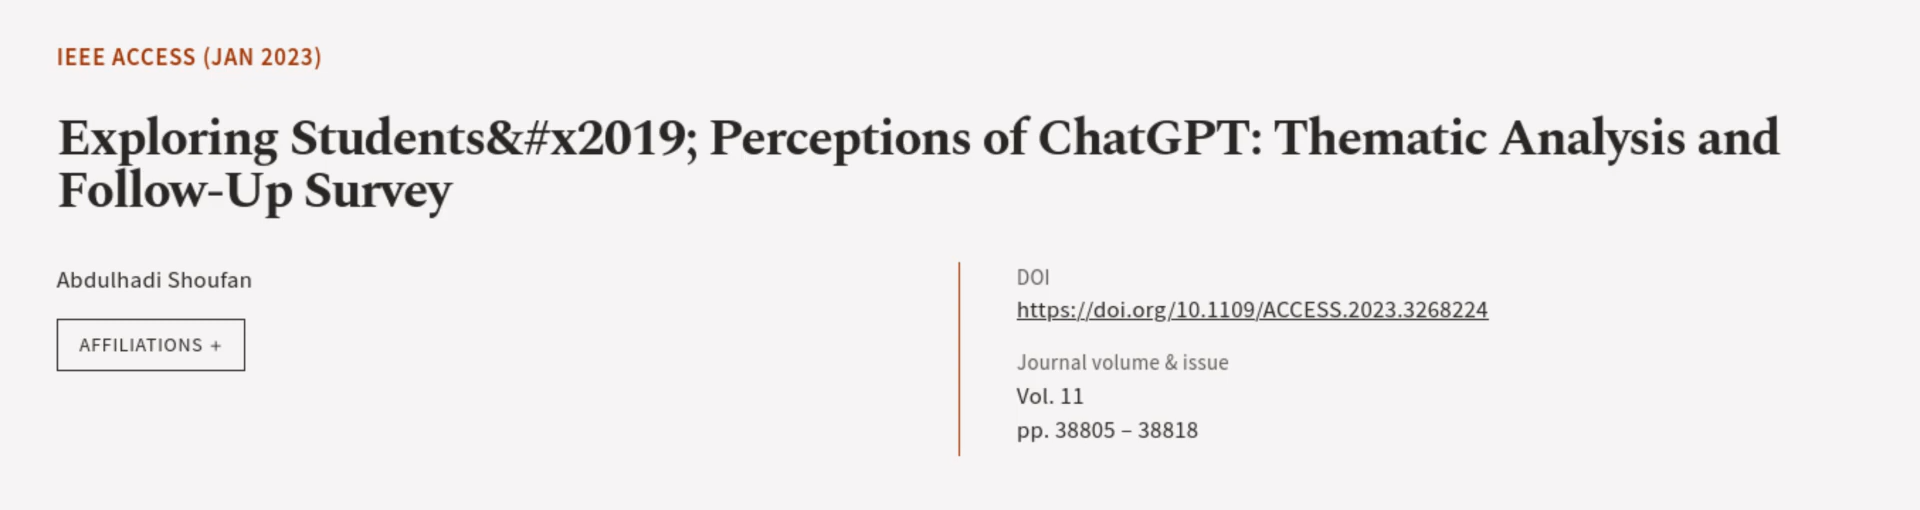 IEEE ACCESS (JAN 2023)
Exploring Students&#x2019; Perceptions of ChatGPT: Thematic Analysis and
Follow-Up Survey
Abdulhadi Shoufan
AFFILIATIONS +
DOI
https://doi.org/10.1109/ACCESS.2023.3268224
Journal volume & issue
Vol. 11
pp. 38805 – 38818